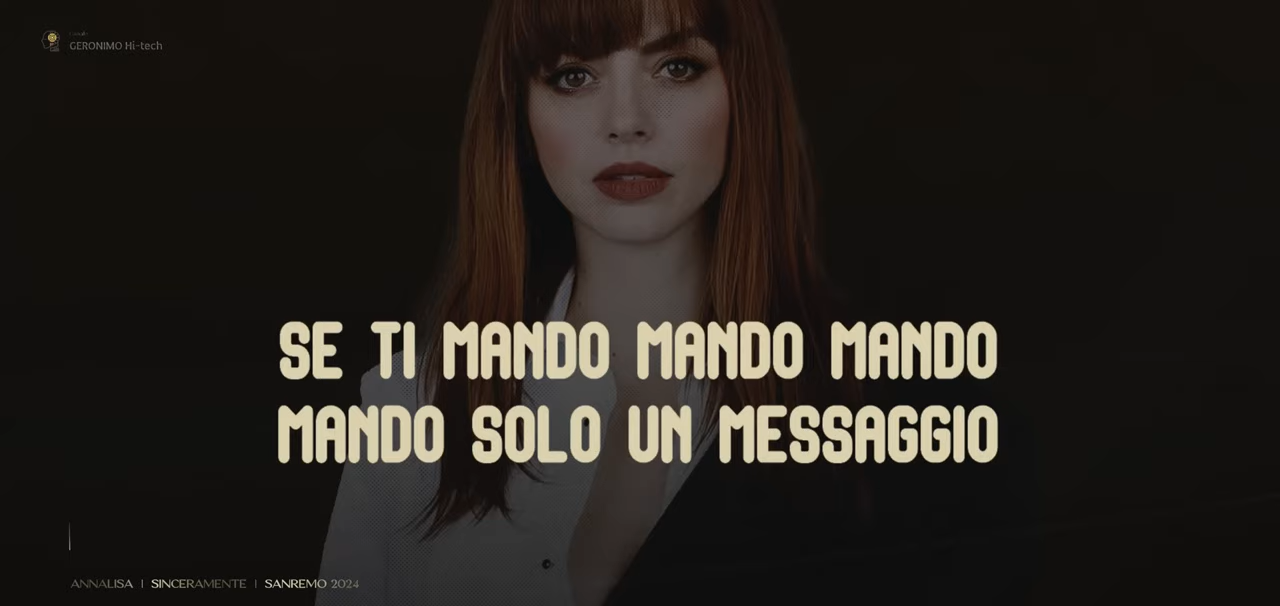 GERONIMO Hi-tech
SE TI MANDO MANDO MANDO
MANDO SOLO UN MESSAGGIO
ANNALISA | SINCERAMENTE | SANREMO 2024